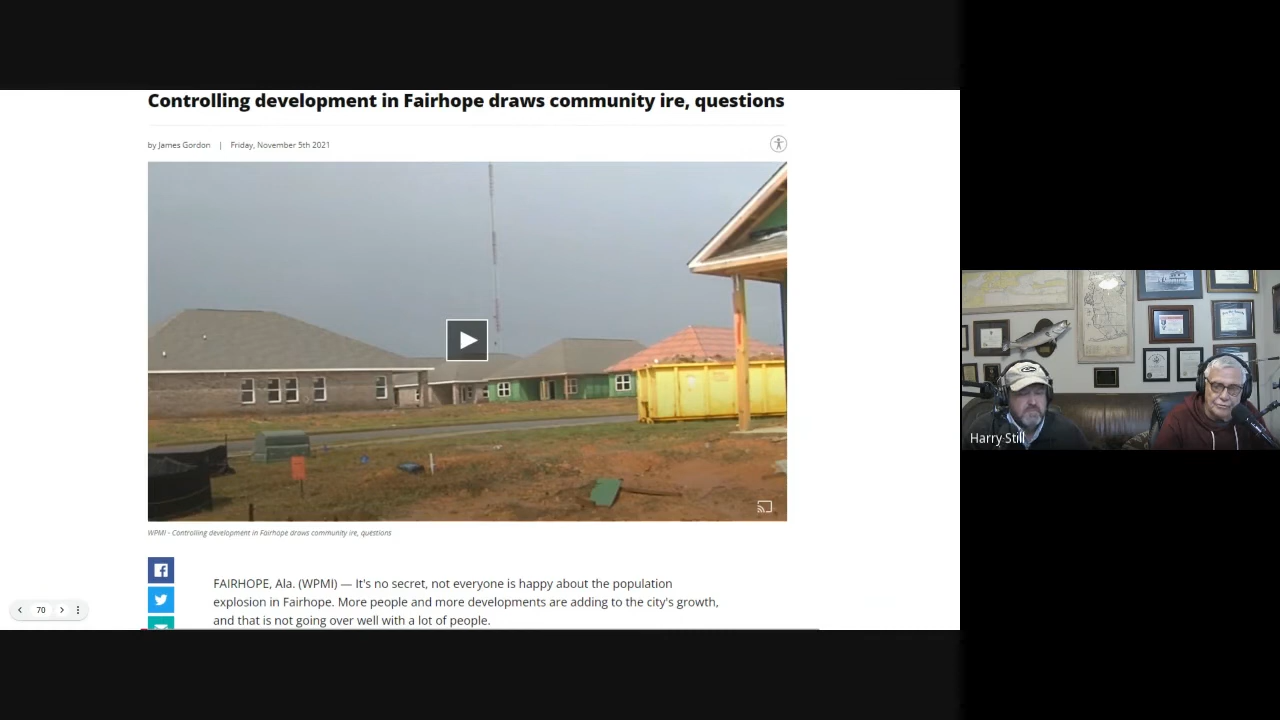 Controlling development in Fairhope draws community ire, questions
by James Gordon | Friday, November 5th 2021
WPMI - Controlling development in Fairhope draws community ire, questions
FAIRHOPE, Ala. (WPMI) — It's no secret, not everyone is happy about the population
explosion in Fairhope. More people and more developments are adding to the city's growth,
and that is not going over well with a lot of people.
70
Harry Still